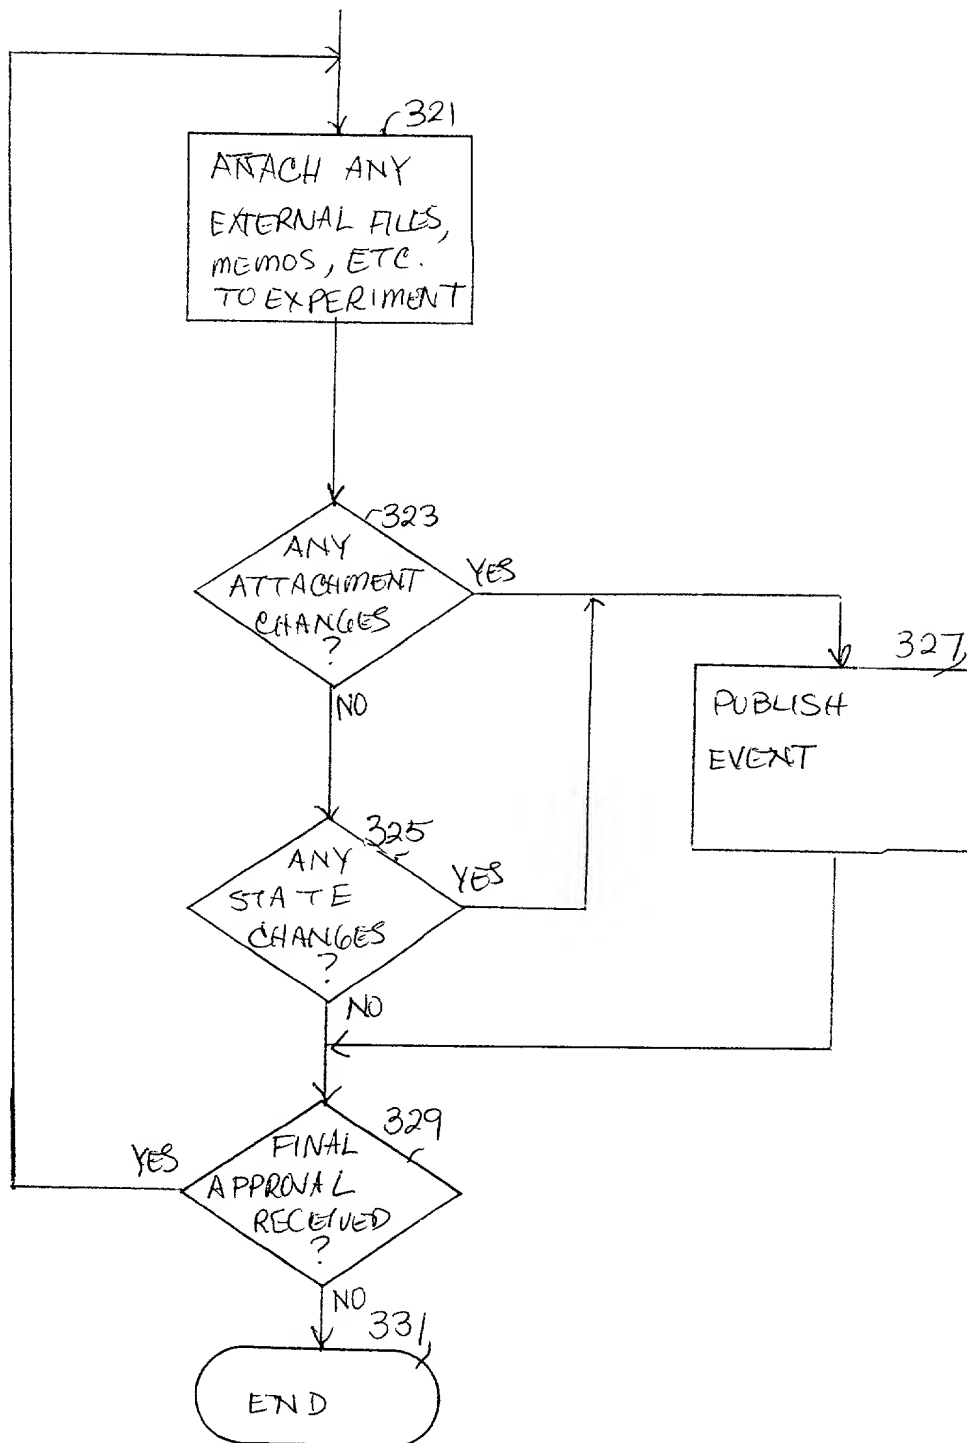 321
ATTACH ANY
EXTERNAL FILES,
MEMOS, ETC.
TO EXPERIMENT
323
ANY
ATTACHMENT
CHANGES
?
YES
NO
327
PUBLISH
EVENT
325
ANY
STATE
CHANGES
?
YES
NO
329
FINAL
APPROVAL
RECEIVED
?
YES
NO
331
END